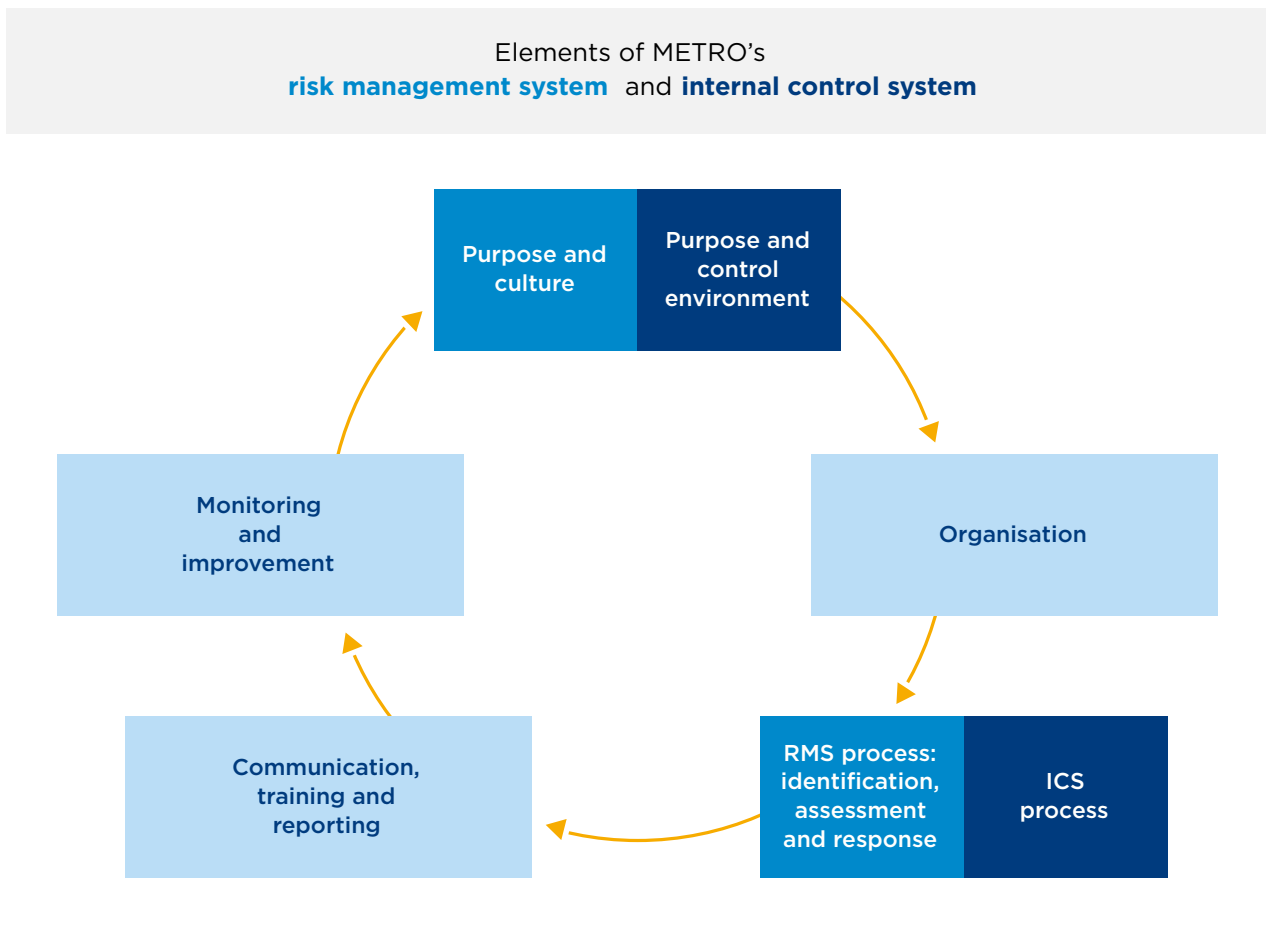 Elements of METRO’s
risk management system and internal control system
Purpose and
culture
Purpose and
control
environment
Organisation
RMS process:
identification,
assessment
and response
ICS
process
Communication,
training and
reporting
Monitoring
and
improvement